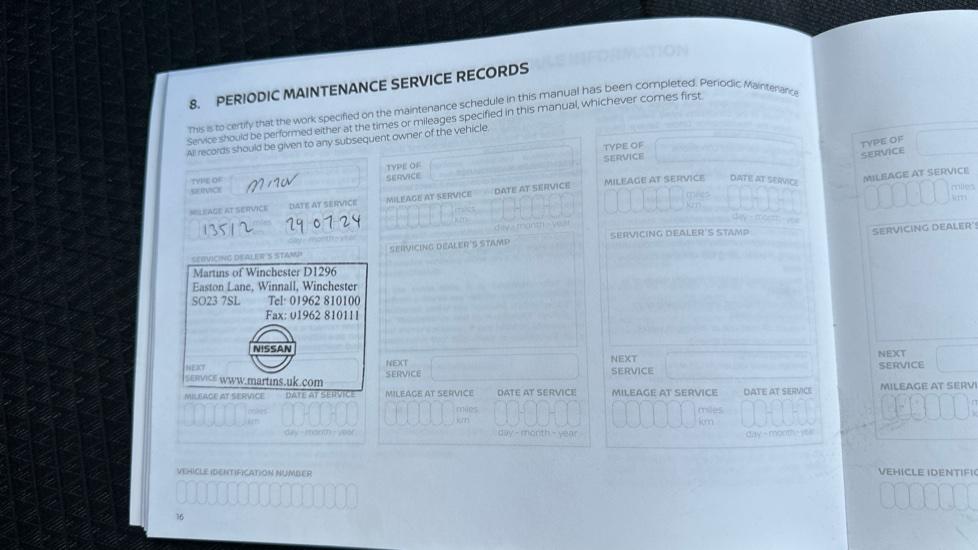 8. PERIODIC MAINTENANCE SERVICE RECORDS
This is to certify that the work specified on the maintenance schedule in this manual has been completed. Periodic Maintenance
Service should be performed either at the times or mileages specified in this manual, whichever comes first.
All records should be given to any subsequent owner of the vehicle.
TYPE OF
SERVICE
minor
MILEAGE AT SERVICE
DATE AT SERVICE
13512 miles
29 07 24
day - month - year
SERVICING DEALER'S STAMP
Martins of Winchester D1296
Easton Lane, Winnall, Winchester
SO23 7SL Tel: 01962 810100
Fax: 01962 810111
NISSAN
www.martins.uk.com
NEXT
SERVICE
MILEAGE AT SERVICE
DATE AT SERVICE
miles
km
day - month - year
VEHICLE IDENTIFICATION NUMBER
16
TYPE OF
SERVICE
MILEAGE AT SERVICE
DATE AT SERVICE
miles
km
day - month - year
SERVICING DEALER'S STAMP
NEXT
SERVICE
MILEAGE AT SERVICE
DATE AT SERVICE
miles
km
day - month - year
TYPE OF
SERVICE
MILEAGE AT SERVICE
DATE AT SERVICE
miles
km
day - month - year
SERVICING DEALER'S STAMP
NEXT
SERVICE
MILEAGE AT SERVICE
DATE AT SERVICE
miles
km
day - month - year
TYPE OF
SERVICE
MILEAGE AT SERVICE
miles
km
SERVICING DEALER'S
NEXT
SERVICE
MILEAGE AT SERVI
VEHICLE IDENTIFIC